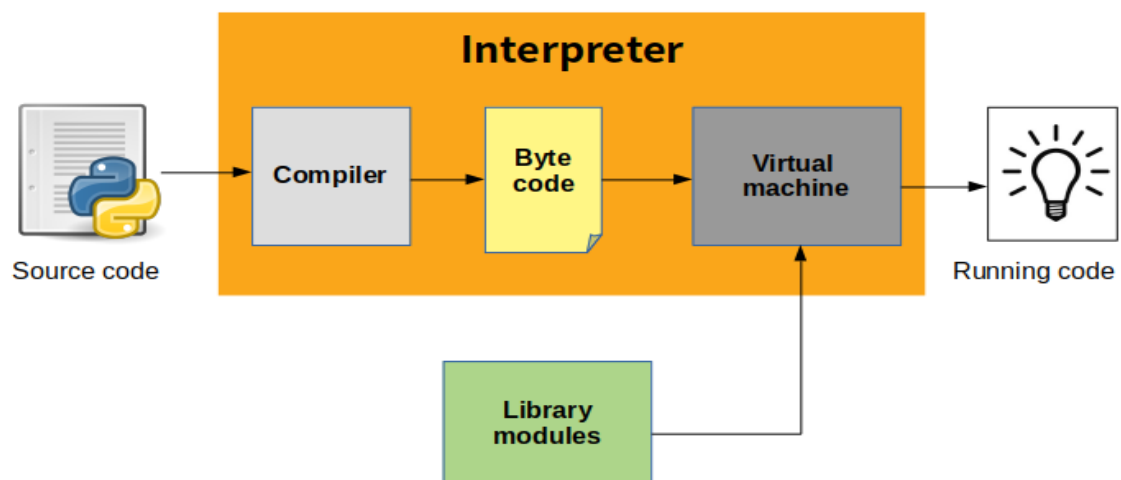 Interpreter
Compiler
Byte
code
Virtual
machine
Source code
Running code
Library
modules